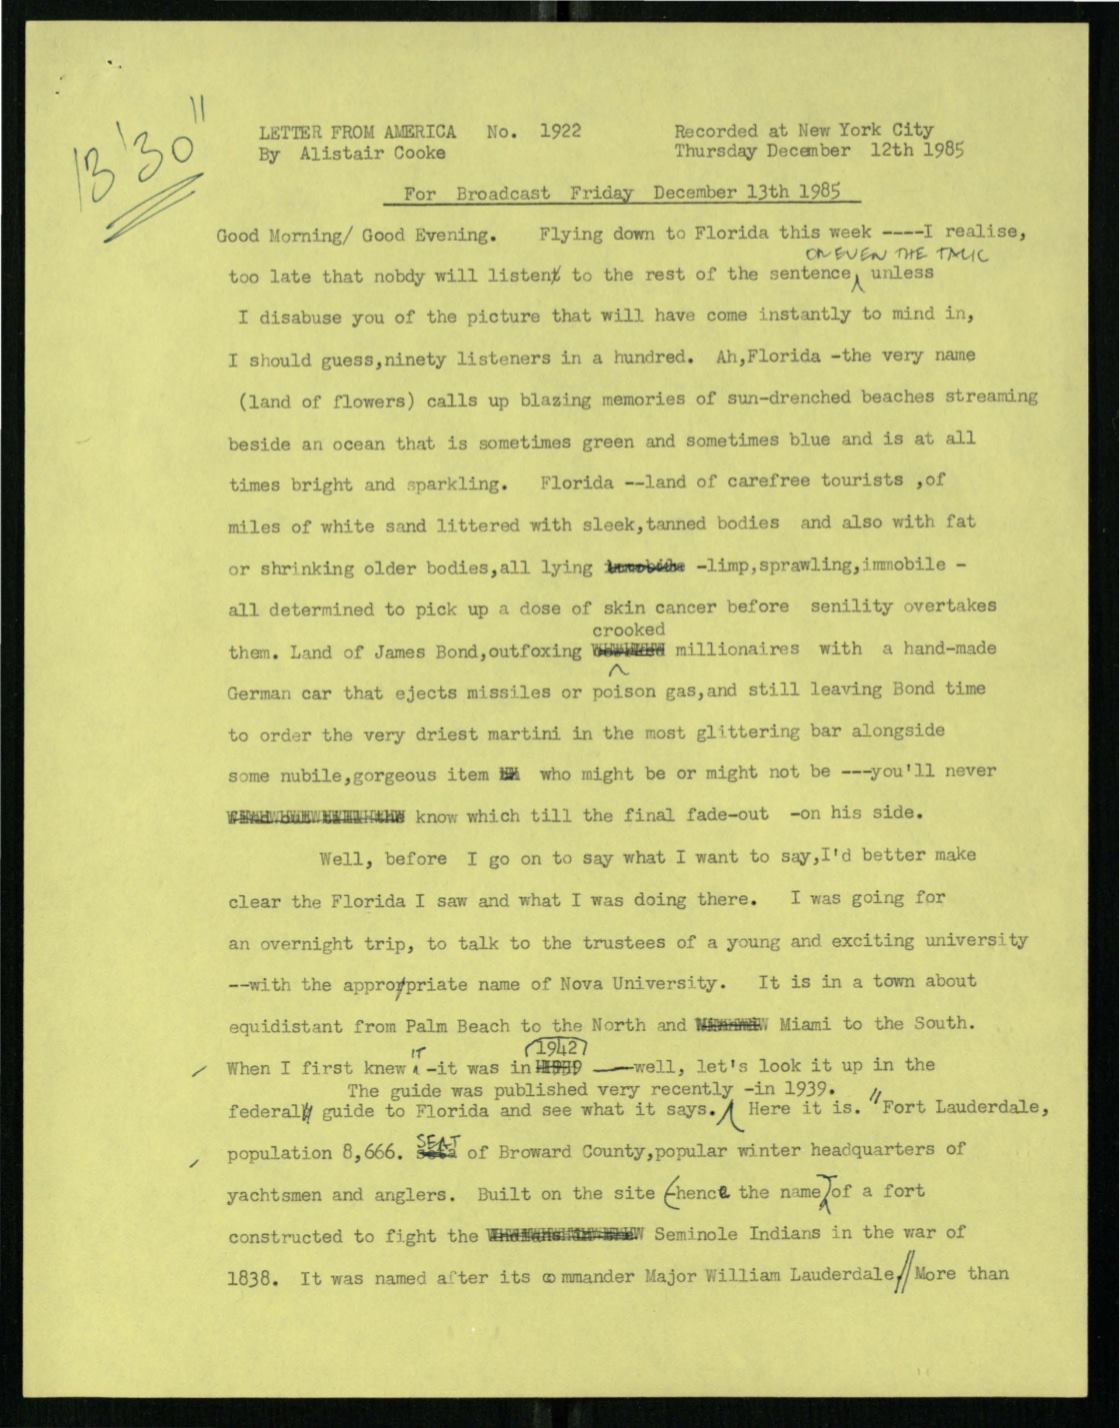 13'30"
LETTER FROM AMERICA No. 1922 Recorded at New York City
By Alistair Cooke Thursday December 12th 1985
For Broadcast Friday December 13th 1985
Good Morning/ Good Evening. Flying down to Florida this week ----I realise,
OR EVEN THE TALK
too late that nobdy will listent to the rest of the sentence, unless
I disabuse you of the picture that will have come instantly to mind in,
I should guess,ninety listeners in a hundred. Ah,Florida -the very name
(land of flowers) calls up blazing memories of sun-drenched beaches streaming
beside an ocean that is sometimes green and sometimes blue and is at all
times bright and sparkling. Florida --land of carefree tourists ,of
miles of white sand littered with sleek,tanned bodies and also with fat
or shrinking older bodies,all lying -limp,sprawling,immobile -
all determined to pick up a dose of skin cancer before senility overtakes
crooked
them. Land of James Bond,outfoxing millionaires with a hand-made
German car that ejects missiles or poison gas,and still leaving Bond time
to order the very driest martini in the most glittering bar alongside
some nubile,gorgeous item who might be or might not be ---you'll never
know which till the final fade-out -on his side.
Well, before I go on to say what I want to say,I'd better make
clear the Florida I saw and what I was doing there. I was going for
an overnight trip, to talk to the trustees of a young and exciting university
--with the appropriate name of Nova University. It is in a town about
equidistant from Palm Beach to the North and Miami to the South.
IT (1942)
When I first knew -it was in ---well, let's look it up in the
The guide was published very recently -in 1939.
federal guide to Florida and see what it says. Here it is. "Fort Lauderdale,
SEAT
population 8,666. of Broward County,popular winter headquarters of
yachtsmen and anglers. Built on the site (hence the name) of a fort
constructed to fight the Seminole Indians in the war of
1838. It was named after its commander Major William Lauderdale." More than